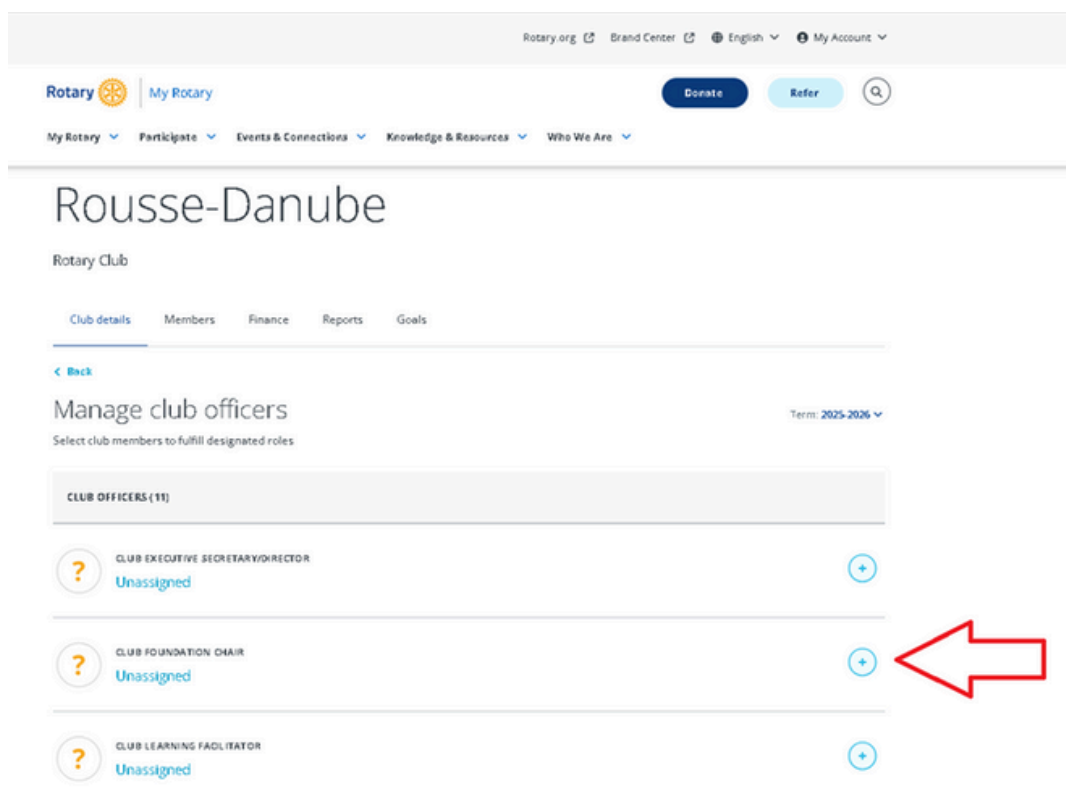 Rotary.org Brand Center English My Account
Rotary My Rotary Donate Refer
My Rotary Participate Events & Connections Knowledge & Resources Who We Are
Rousse-Danube
Rotary Club
Club details Members Finance Reports Goals
< Back
Manage club officers
Term: 2025-2026
Select club members to fulfill designated roles
CLUB OFFICERS (11)
? CLUB EXECUTIVE SECRETARY/DIRECTOR
Unassigned +
? CLUB FOUNDATION CHAIR
Unassigned +
? CLUB LEARNING FACILITATOR
Unassigned +